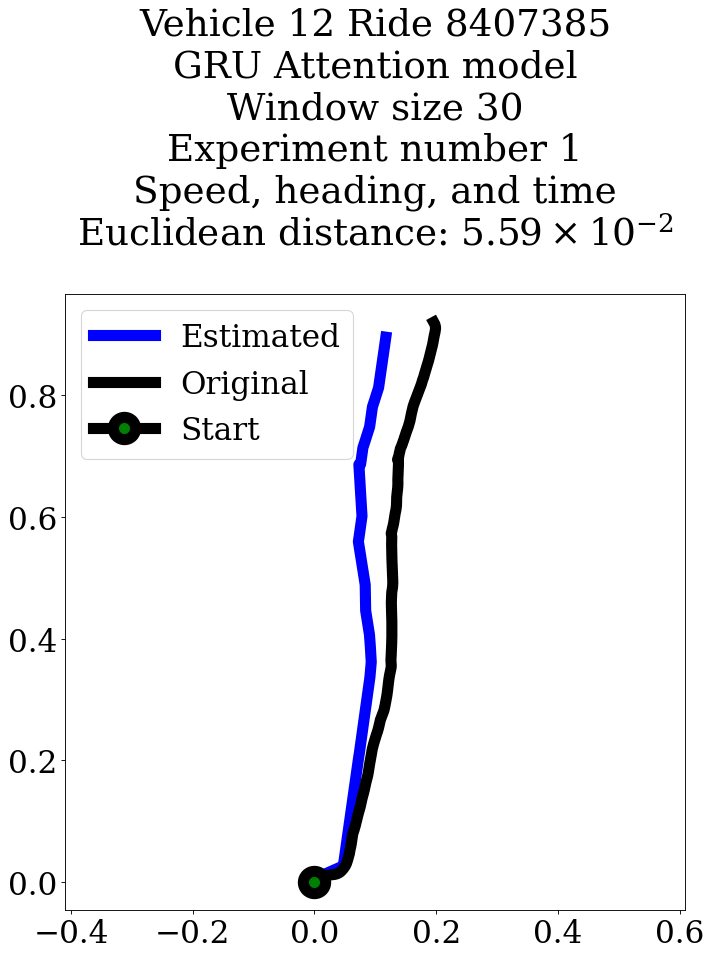 Vehicle 12 Ride 8407385
GRU Attention model
Window size 30
Experiment number 1
Speed, heading, and time
Euclidean distance: 5.59 × 10⁻²
Estimated
Original
Start
0.8
0.6
0.4
0.2
0.0
−0.4 −0.2 0.0 0.2 0.4 0.6